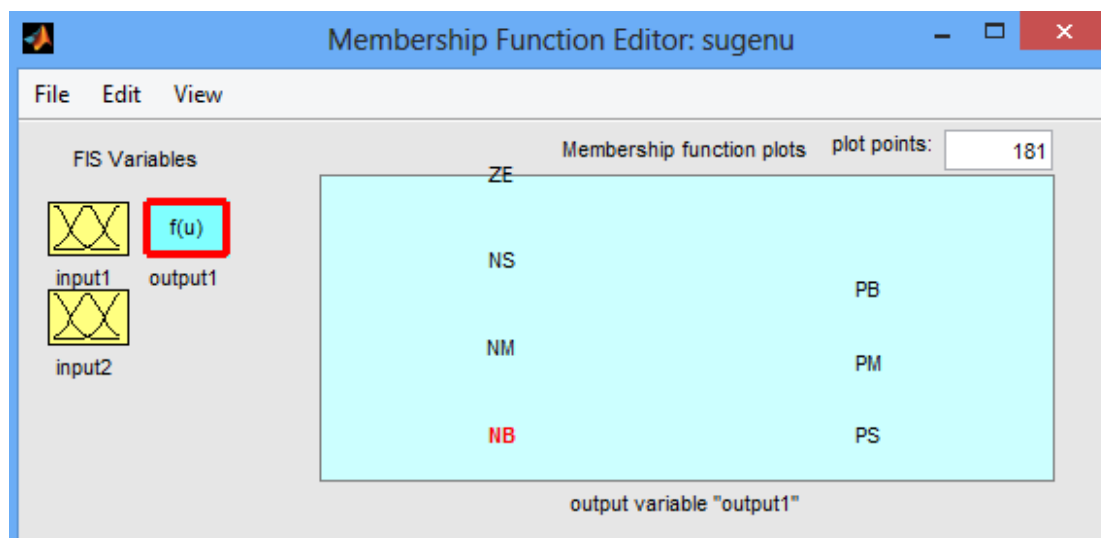 Membership Function Editor: sugenu
File Edit View
FIS Variables
Membership function plots plot points: 181
ZE
f(u)
input1 output1
input2
NS
NM
NB
PB
PM
PS
output variable "output1"